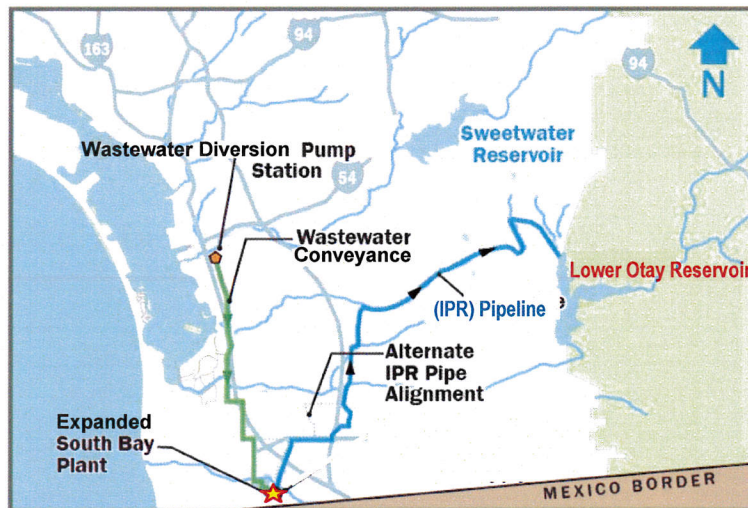 163
94
94
N
Sweetwater
Reservoir
Wastewater Diversion Pump
Station
54
Wastewater
Conveyance
Lower Otay Reservoir
(IPR) Pipeline
e
Alternate
IPR Pipe
Alignment
Expanded
South Bay
Plant
MEXICO BORDER